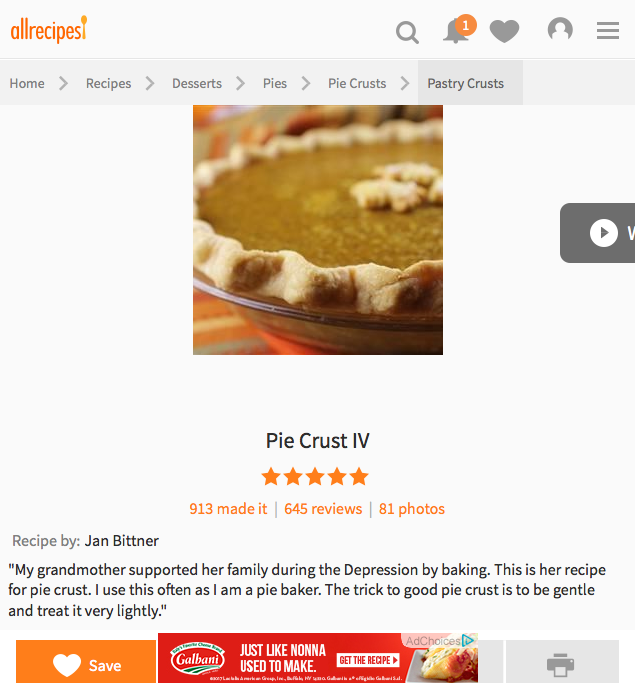 allrecipes
1
Home Recipes Desserts Pies Pie Crusts Pastry Crusts
W
Pie Crust IV
913 made it | 645 reviews | 81 photos
Recipe by: Jan Bittner
"My grandmother supported her family during the Depression by baking. This is her recipe
for pie crust. I use this often as I am a pie baker. The trick to good pie crust is to be gentle
and treat it very lightly."
Save
Galbani
JUST LIKE NONNA
USED TO MAKE.
GET THE RECIPE
AdChoices